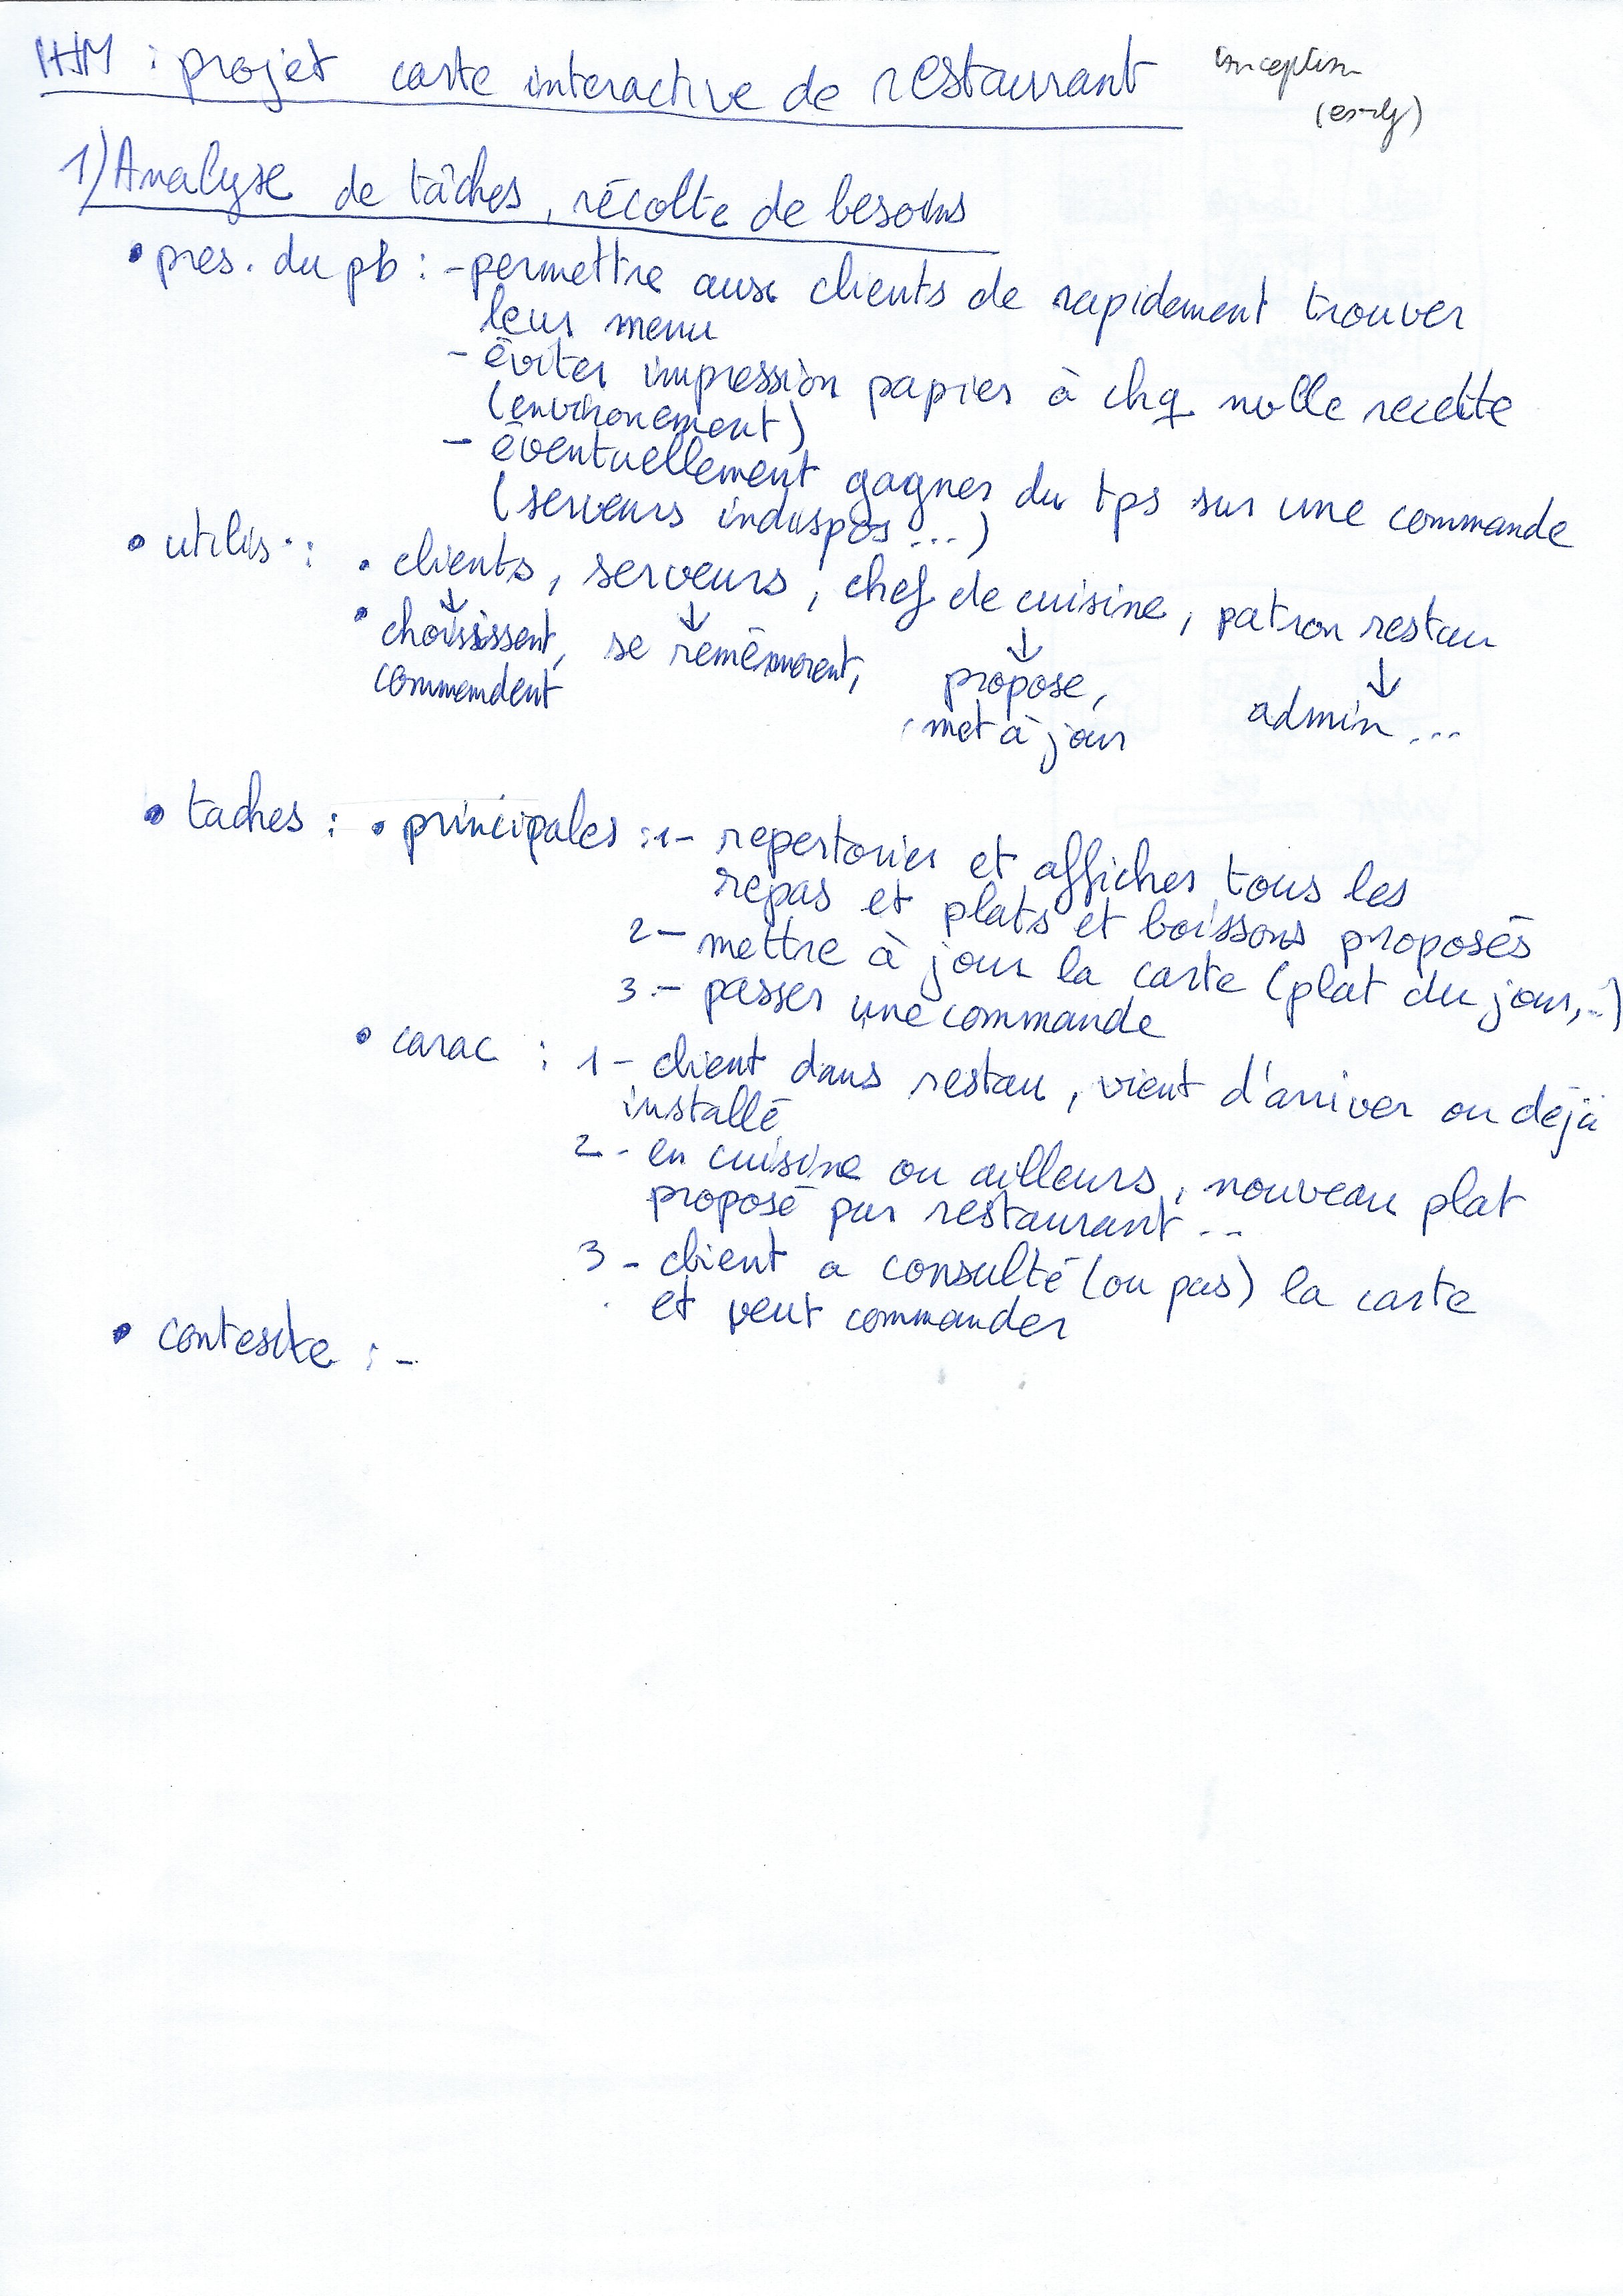 IHM : projet carte interactive de restaurant
inception
1) Analyse de tâches, récolte de besoins
• pres. du pb : - permettre aux clients de rapidement trouver
leur menu
- éviter impression papier à chq nvlle recette
(environement)
- éventuellement gagner du tps sur une commande
(serveurs indispos ...)
• utilis. : • clients, serveurs, chef de cuisine, patron restau
↓ ↓ ↓ ↓
• choisissent, se remémorent, propose, admin ...
commandent met à jour
• taches : • principales : 1- repertorier et afficher tous les
repas et plats et boissons proposés
2- mettre à jour la carte (plat du jour, ..)
3- passer une commande
• carac : 1- client dans restau, vient d'arriver ou déjà
installé
2- en cuisine ou ailleurs, nouveau plat
proposé par restaurant ..
3- client a consulté (ou pas) la carte
et veut commander
• contexte : -